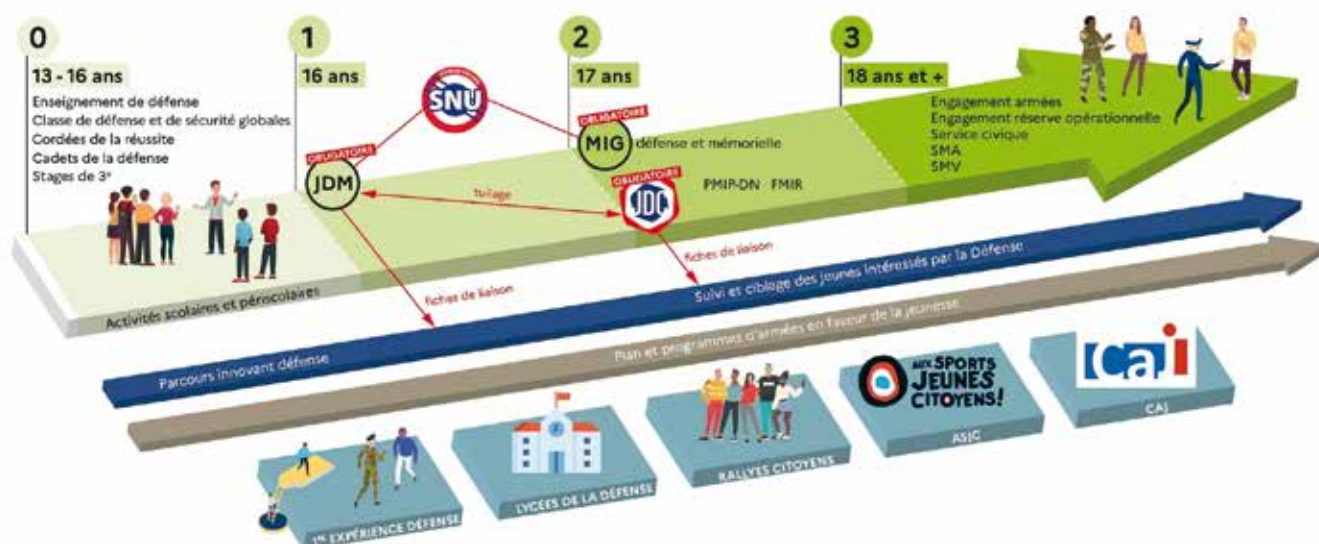 0
13 - 16 ans
Enseignement de défense
Classe de défense et de sécurité globales
Cordées de la réussite
Cadets de la défense
Stages de 3e
1
16 ans
SNU
2
17 ans
3
18 ans et +
Engagement armées
Engagement réserve opérationnelle
Service civique
SMA
SMV
OBLIGATOIRE
JDM
OBLIGATOIRE
MIG
défense et mémorielle
OBLIGATOIRE
JDC
PMIP-DN FMIR
tuilage
fiches de liaison
fiches de liaison
Activités scolaires et périscolaires
Parcours innovant défense
Suivi et ciblage des jeunes intéressés par la Défense
Plan et programmes d'armées en faveur de la jeunesse
1re EXPÉRIENCE DÉFENSE
LYCÉES DE LA DÉFENSE
RALLYES CITOYENS
AUX SPORTS
JEUNES
CITOYENS!
ASJC
caj
CAJ